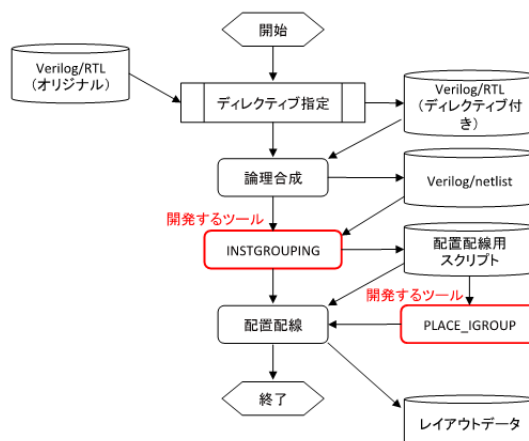 開始
Verilog/RTL
（オリジナル）
ディレクティブ指定
Verilog/RTL
（ディレクティブ付
き）
論理合成
Verilog/netlist
開発するツール
INSTGROUPING
配置配線用
スクリプト
開発するツール
配置配線
PLACE_IGROUP
終了
レイアウトデータ